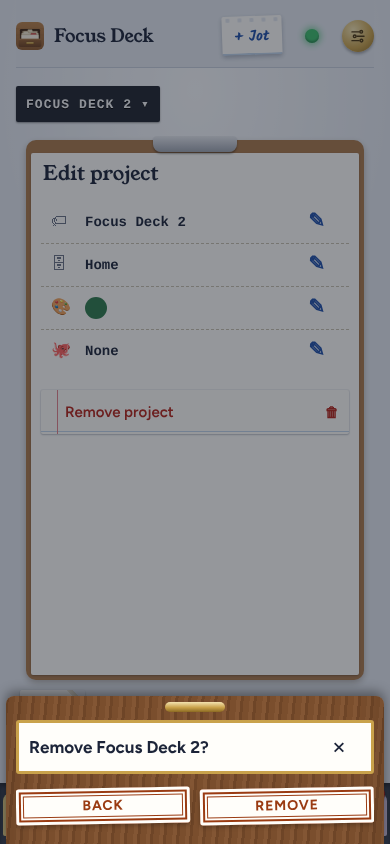 Focus Deck
+ Jot
FOCUS DECK 2 ▾
Edit project
Focus Deck 2
Home
None
Remove project
Remove Focus Deck 2?
BACK
REMOVE